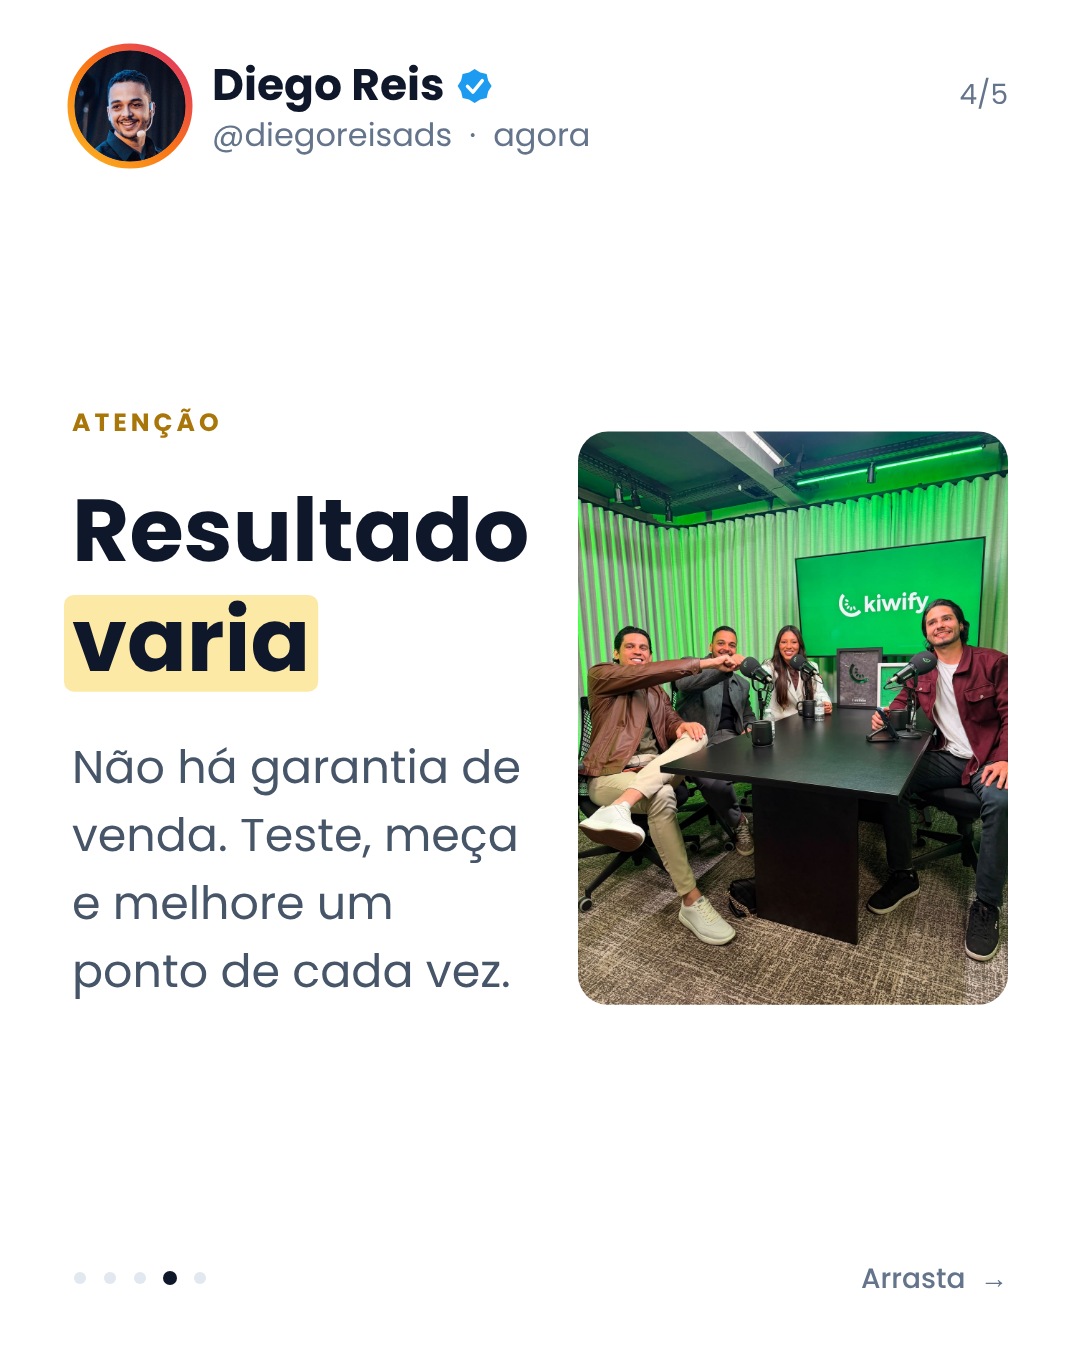 Diego Reis
@diegoreisads · agora
4/5
ATENÇÃO
Resultado
varia
Não há garantia de
venda. Teste, meça
e melhore um
ponto de cada vez.
kiwify
Arrasta →